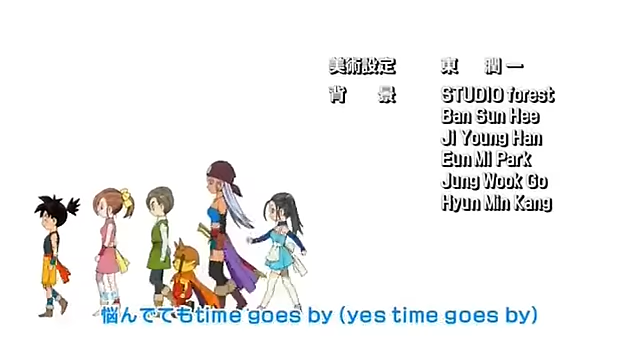 美術設定 東 潤一
背 景 STUDIO forest
Ban Sun Hee
Ji Young Han
Eun Mi Park
Jung Wook Go
Hyun Min Kang
悩んでてもtime goes by (yes time goes by)